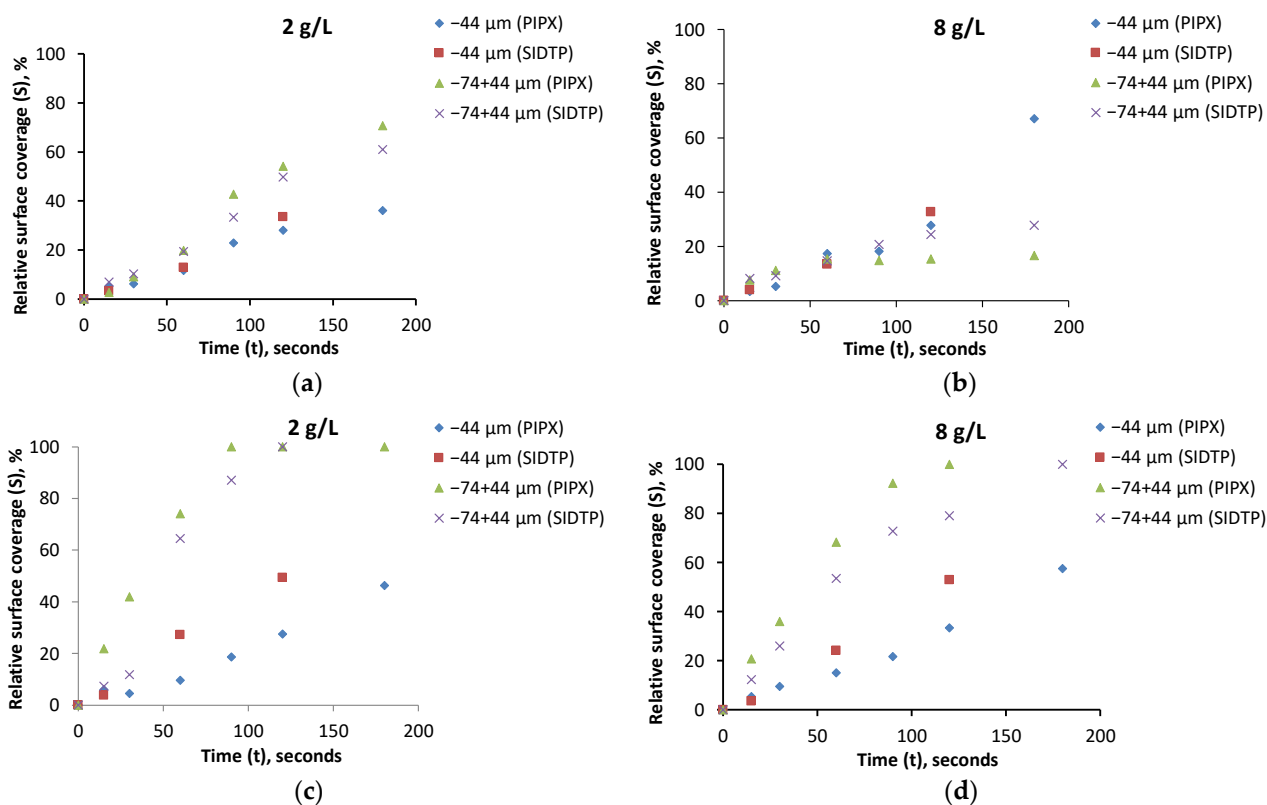 2 g/L
−44 µm (PIPX)
−44 µm (SIDTP)
−74+44 µm (PIPX)
−74+44 µm (SIDTP)
Relative surface coverage (S), %
100
80
60
40
20
0
0 50 100 150 200
Time (t), seconds
(a)
8 g/L
−44 µm (PIPX)
−44 µm (SIDTP)
−74+44 µm (PIPX)
−74+44 µm (SIDTP)
Relative surface coverage (S), %
100
80
60
40
20
0
0 50 100 150 200
Time (t), seconds
(b)
2 g/L
−44 µm (PIPX)
−44 µm (SIDTP)
−74+44 µm (PIPX)
−74+44 µm (SIDTP)
Relative surface coverage (S), %
100
80
60
40
20
0
0 50 100 150 200
Time (t), seconds
(c)
8 g/L
−44 µm (PIPX)
−44 µm (SIDTP)
−74+44 µm (PIPX)
−74+44 µm (SIDTP)
Relative surface coverage (S), %
100
80
60
40
20
0
0 50 100 150 200
Time (t), seconds
(d)